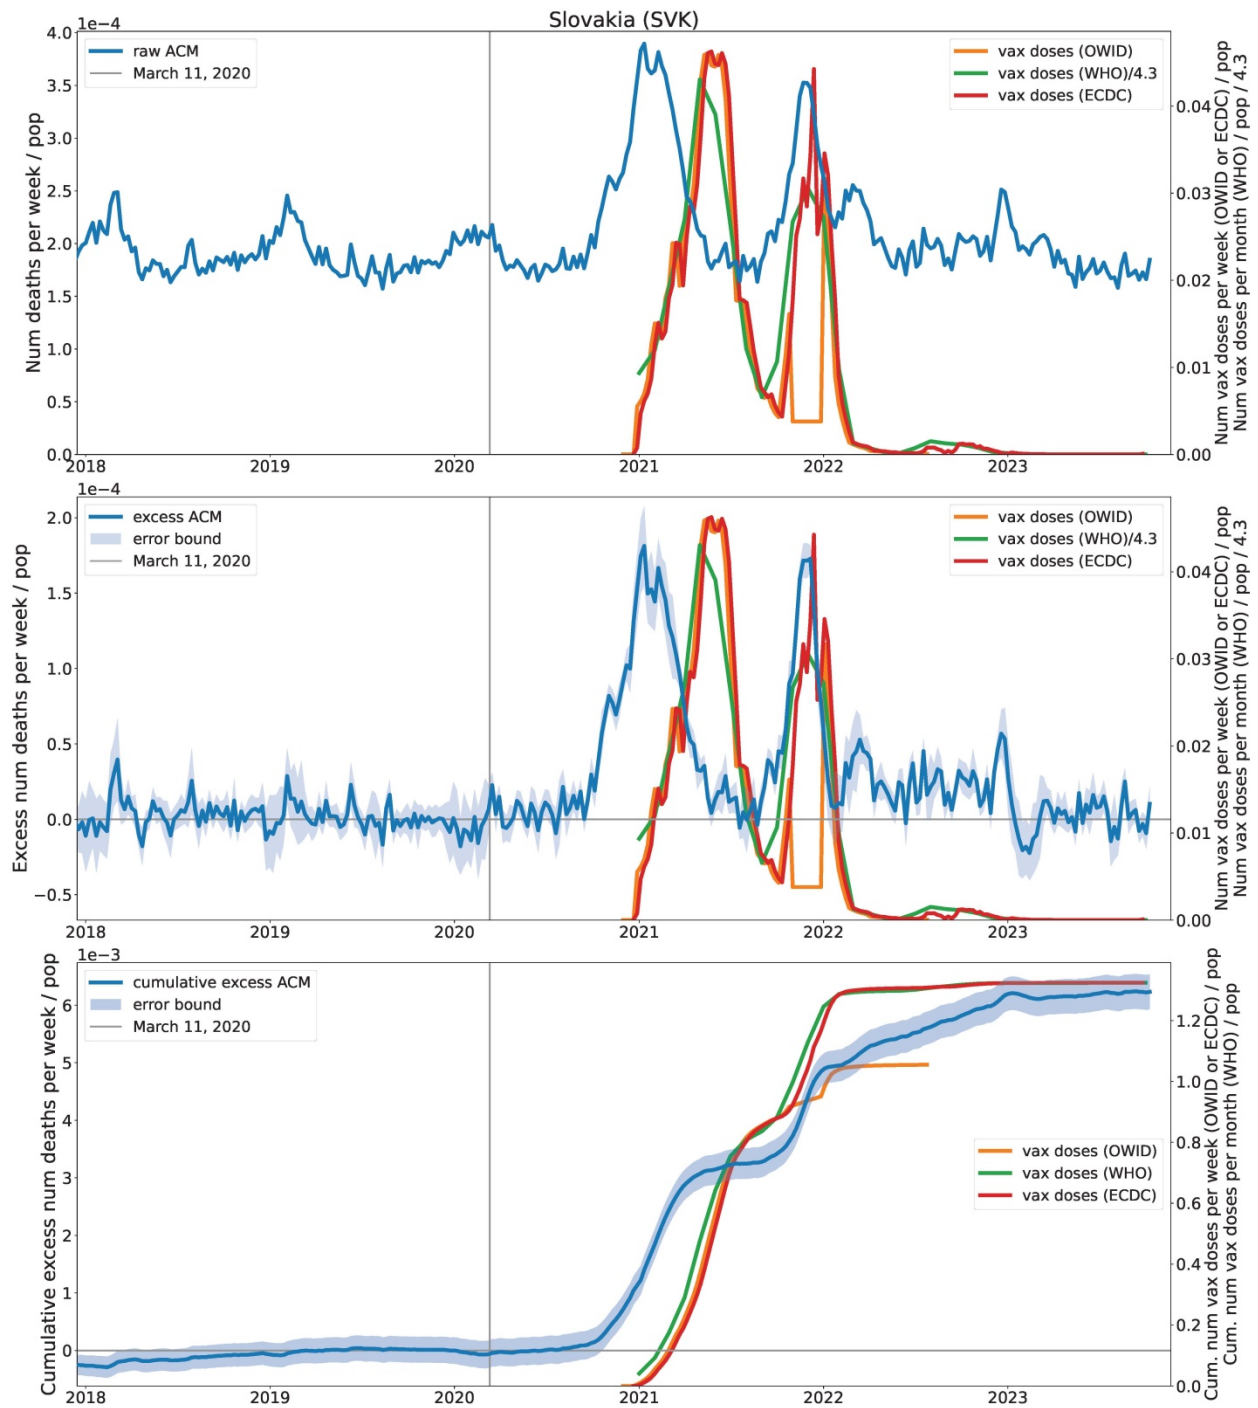 Slovakia (SVK)
1e−4
raw ACM
March 11, 2020
vax doses (OWID)
vax doses (WHO)/4.3
vax doses (ECDC)
Num deaths per week / pop
4.0
3.5
3.0
2.5
2.0
1.5
1.0
0.5
0.0
0.04
0.03
0.02
0.01
0.00
Num vax doses per week (OWID or ECDC) / pop
Num vax doses per month (WHO) / pop / 4.3
2018 2019 2020 2021 2022 2023
1e−4
excess ACM
error bound
March 11, 2020
vax doses (OWID)
vax doses (WHO)/4.3
vax doses (ECDC)
Excess num deaths per week / pop
2.0
1.5
1.0
0.5
0.0
−0.5
0.04
0.03
0.02
0.01
0.00
Num vax doses per week (OWID or ECDC) / pop
Num vax doses per month (WHO) / pop / 4.3
2018 2019 2020 2021 2022 2023
1e−3
cumulative excess ACM
error bound
March 11, 2020
vax doses (OWID)
vax doses (WHO)
vax doses (ECDC)
Cumulative excess num deaths per week / pop
6
5
4
3
2
1
0
1.2
1.0
0.8
0.6
0.4
0.2
0.0
Cum. num vax doses per week (OWID or ECDC) / pop
Cum. num vax doses per month (WHO) / pop
2018 2019 2020 2021 2022 2023